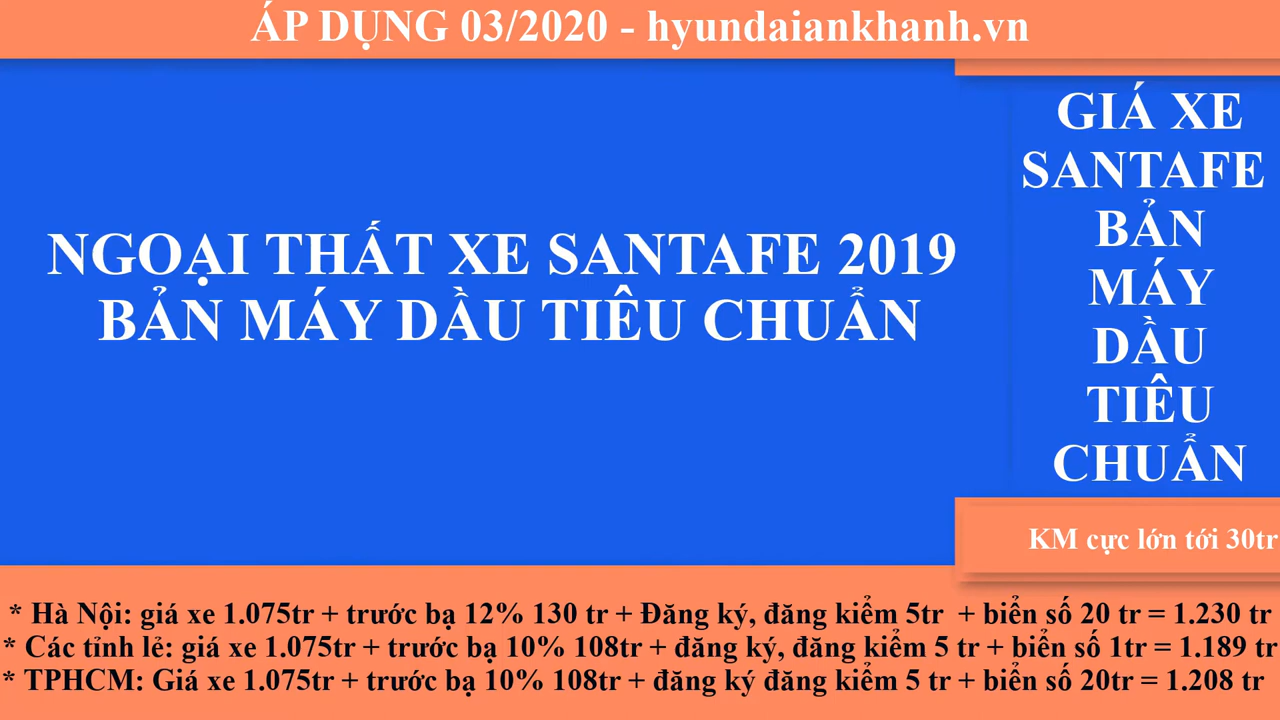 ÁP DỤNG 03/2020 - hyundaiankhanh.vn
NGOẠI THẤT XE SANTAFE 2019
BẢN MÁY DẦU TIÊU CHUẨN
GIÁ XE
SANTAFE
BẢN
MÁY
DẦU
TIÊU
CHUẨN
KM cực lớn tới 30tr
* Hà Nội: giá xe 1.075tr + trước bạ 12% 130 tr + Đăng ký, đăng kiểm 5tr + biển số 20 tr = 1.230 tr
* Các tỉnh lẻ: giá xe 1.075tr + trước bạ 10% 108tr + đăng ký, đăng kiểm 5 tr + biển số 1tr = 1.189 tr
* TPHCM: Giá xe 1.075tr + trước bạ 10% 108tr + đăng ký đăng kiểm 5 tr + biển số 20tr = 1.208 tr